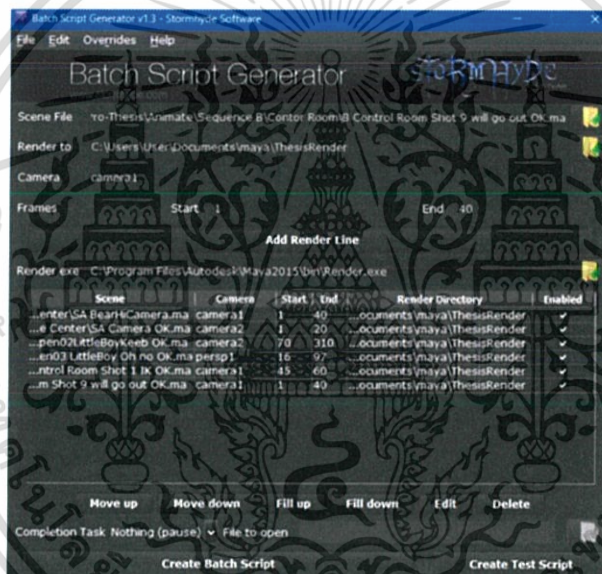 Batch Script Generator v1.3 - Stormhyde Software
File Edit Overrides Help
Batch Script Generator
StoRmHyDe
Scene File ro-Thesis\Animate\Sequence B\Contor Room\B Control Room Shot 9 will go out OK.ma
Render to C:\Users\User\Documents\maya\ThesisRender
Camera camera1
Frames Start 1 End 40
Add Render Line
Render exe C:\Program Files\Autodesk\Maya2015\bin\Render.exe
Scene Camera Start End Render Directory Enabled
...enter\SA BearHiCamera.ma camera1 1 40 ...ocuments\maya\ThesisRender
...e Center\SA Camera OK.ma camera2 1 20 ...ocuments\maya\ThesisRender
...pen02LittleBoyKeeb OK.ma camera2 70 310 ...ocuments\maya\ThesisRender
...en03 LittleBoy Oh no OK.ma persp1 16 97 ...ocuments\maya\ThesisRender
...ntrol Room Shot 1 IK OK.ma camera1 45 60 ...ocuments\maya\ThesisRender
...m Shot 9 will go out OK.ma camera1 1 40 ...ocuments\maya\ThesisRender
Move up Move down Fill up Fill down Edit Delete
Completion Task Nothing (pause) File to open
Create Batch Script Create Test Script